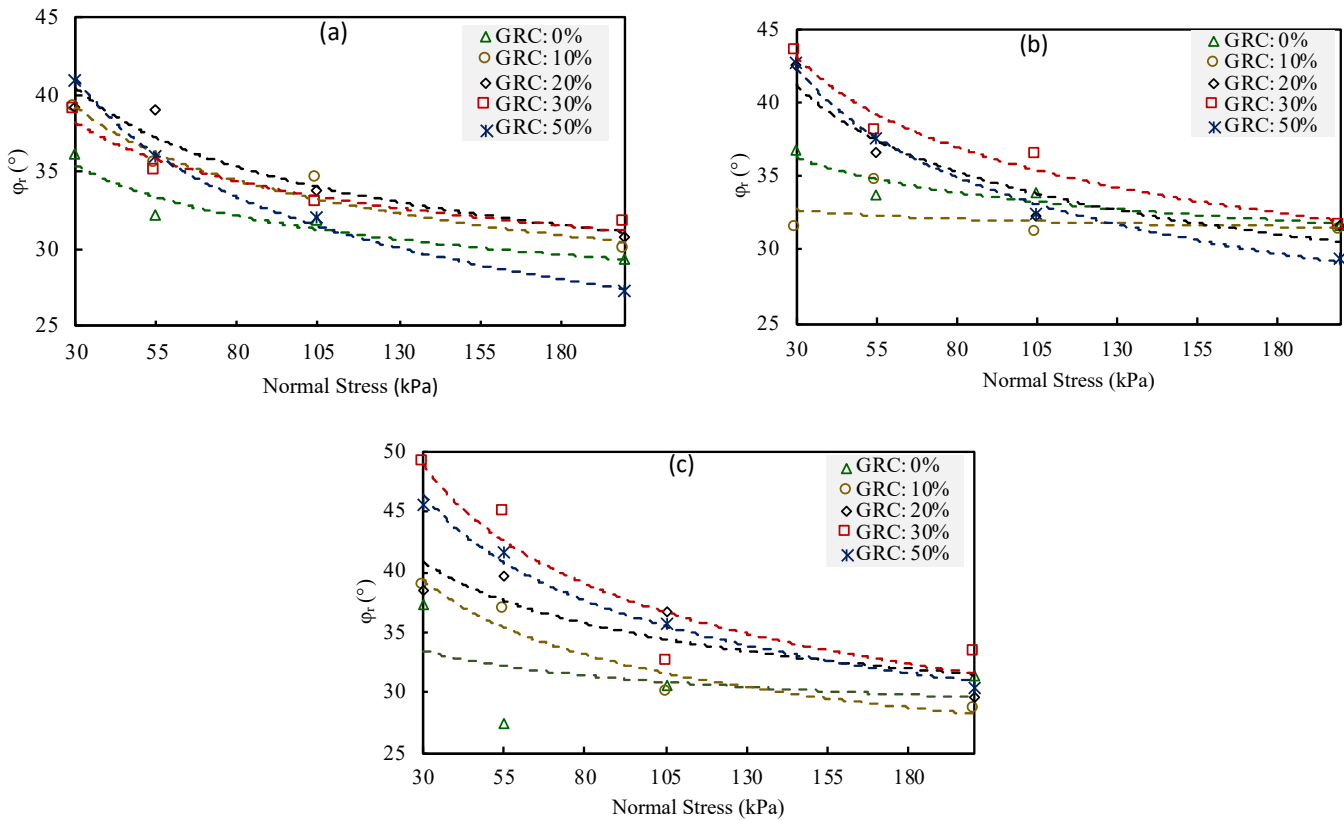 (a)
45
40
35
30
25
φr (°)
30 55 80 105 130 155 180
Normal Stress (kPa)
GRC: 0%
GRC: 10%
GRC: 20%
GRC: 30%
GRC: 50%
(b)
45
40
35
30
25
φr (°)
30 55 80 105 130 155 180
Normal Stress (kPa)
GRC: 0%
GRC: 10%
GRC: 20%
GRC: 30%
GRC: 50%
(c)
50
45
40
35
30
25
φr (°)
30 55 80 105 130 155 180
Normal Stress (kPa)
GRC: 0%
GRC: 10%
GRC: 20%
GRC: 30%
GRC: 50%